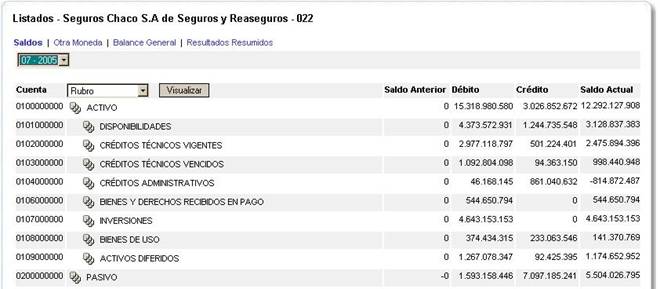 Listados - Seguros Chaco S.A de Seguros y Reaseguros - 022
Saldos | Otra Moneda | Balance General | Resultados Resumidos
07 - 2005
Cuenta Rubro Visualizar Saldo Anterior Débito Crédito Saldo Actual
0100000000 ACTIVO 0 15.318.980.580 3.026.852.672 12.292.127.908
0101000000 DISPONIBILIDADES 0 4.373.572.931 1.244.735.548 3.128.837.383
0102000000 CRÉDITOS TÉCNICOS VIGENTES 0 2.977.118.797 501.224.401 2.475.894.396
0103000000 CRÉDITOS TÉCNICOS VENCIDOS 0 1.092.804.098 94.363.150 998.440.948
0104000000 CRÉDITOS ADMINISTRATIVOS 0 46.168.145 861.040.632 -814.872.487
0106000000 BIENES Y DERECHOS RECIBIDOS EN PAGO 0 544.650.794 0 544.650.794
0107000000 INVERSIONES 0 4.643.153.153 0 4.643.153.153
0108000000 BIENES DE USO 0 374.434.315 233.063.546 141.370.769
0109000000 ACTIVOS DIFERIDOS 0 1.267.078.347 92.425.395 1.174.652.952
0200000000 PASIVO -0 1.593.158.446 7.097.185.241 5.504.026.795